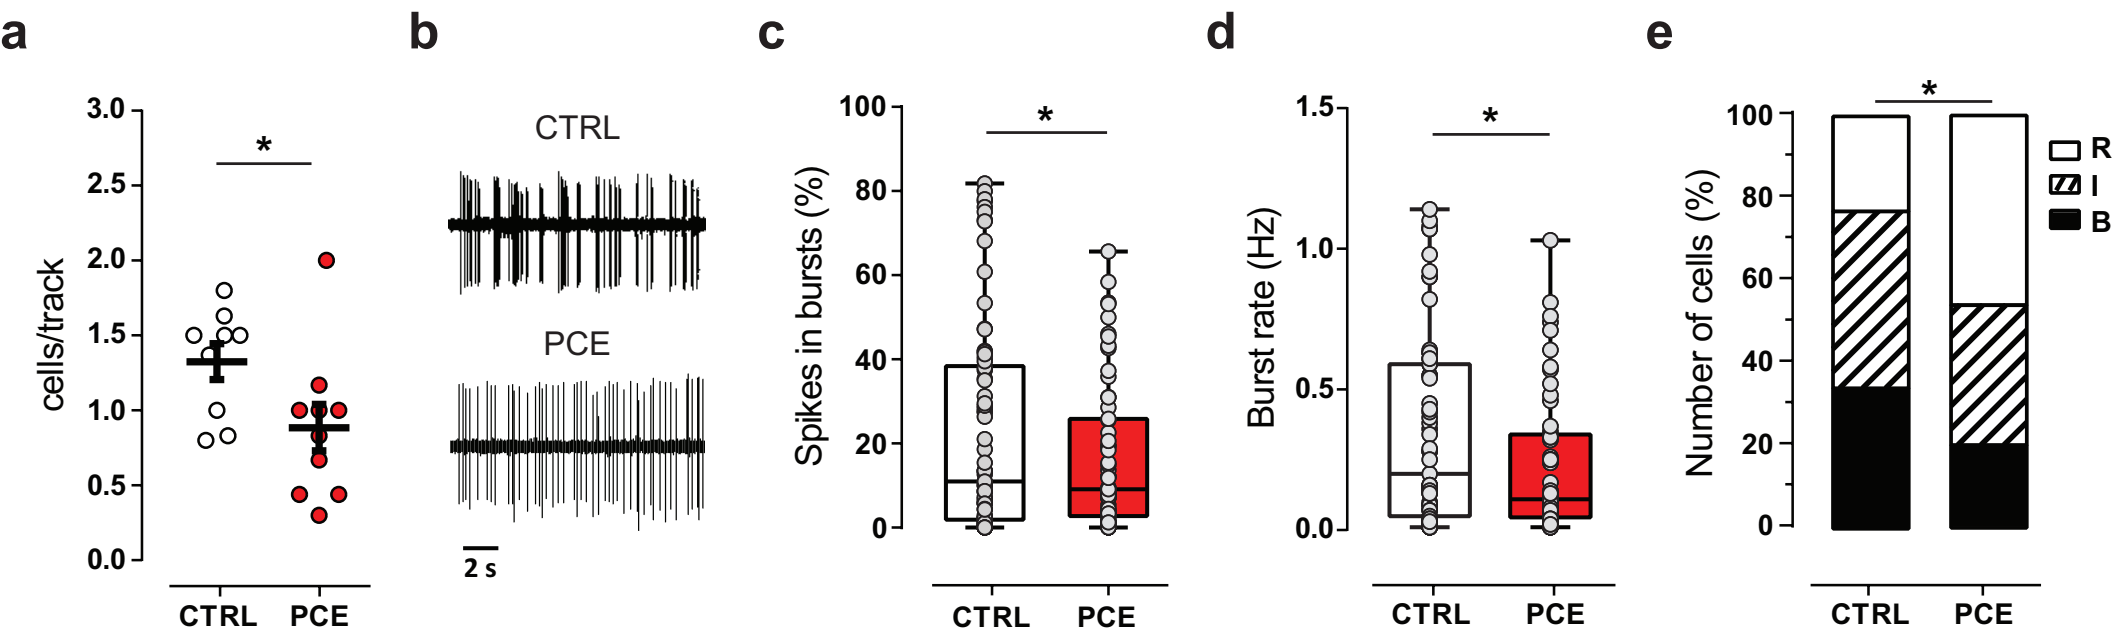 a
cells/track
3.0
2.5
2.0
1.5
1.0
0.5
0.0
*
CTRL PCE
b
CTRL
PCE
2 s
c
Spikes in bursts (%)
100
80
60
40
20
0
*
CTRL PCE
d
Burst rate (Hz)
1.5
1.0
0.5
0.0
*
CTRL PCE
e
Number of cells (%)
100
80
60
40
20
0
*
CTRL PCE
R
I
B